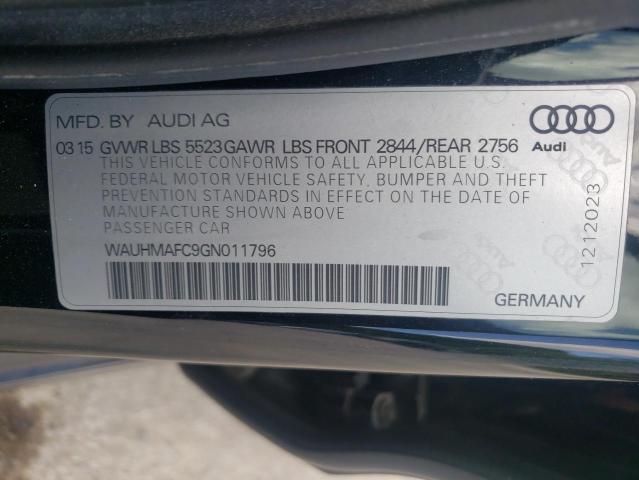 MFD. BY AUDI AG
03 15 GVWR LBS 5523 GAWR LBS FRONT 2844/REAR 2756
THIS VEHICLE CONFORMS TO ALL APPLICABLE U.S.
FEDERAL MOTOR VEHICLE SAFETY, BUMPER AND THEFT
PREVENTION STANDARDS IN EFFECT ON THE DATE OF
MANUFACTURE SHOWN ABOVE
PASSENGER CAR
WAUHMAFC9GN011796
Audi
1212023
GERMANY